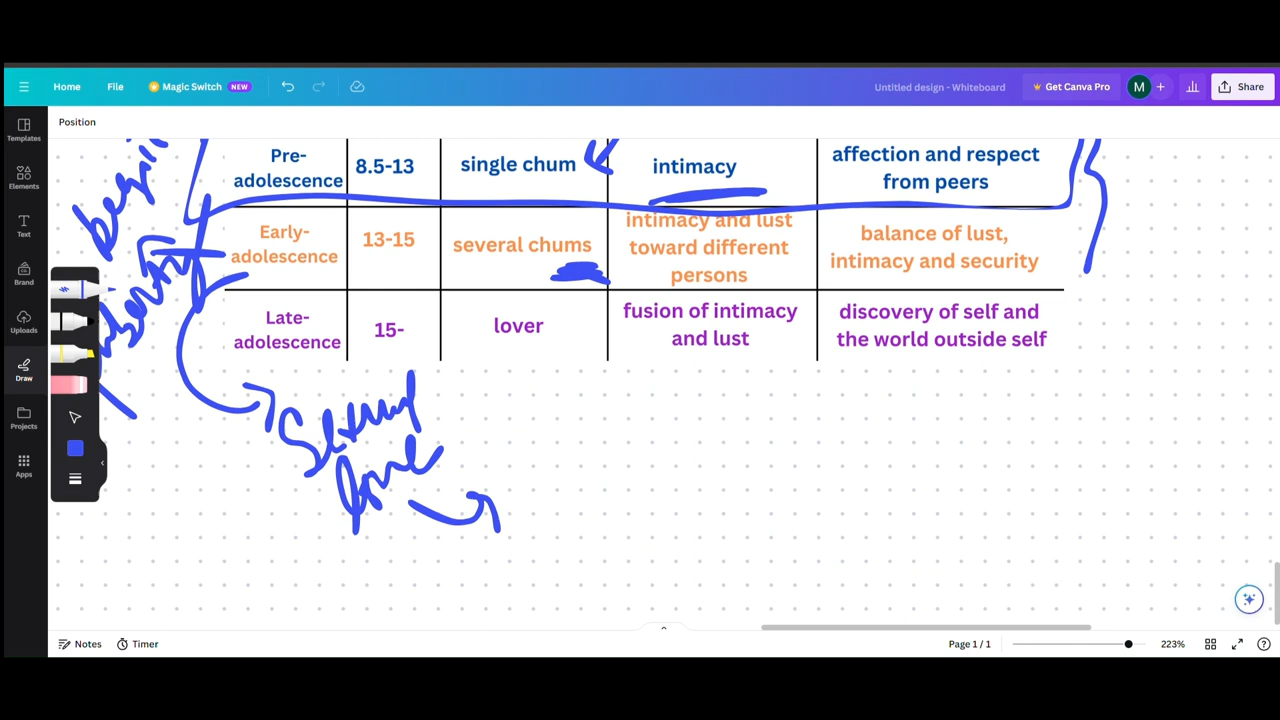 Home File Magic Switch NEW Untitled design - Whiteboard Get Canva Pro M + Share
Position
Templates
Elements
Text
Brand
Uploads
Draw
Projects
Apps
Pre-
adolescence
8.5-13
single chum
intimacy
affection and respect
from peers
Early-
adolescence
13-15
several chums
intimacy and lust
toward different
persons
balance of lust,
intimacy and security
Late-
adolescence
15-
lover
fusion of intimacy
and lust
discovery of self and
the world outside self
Notes Timer Page 1 / 1 223%